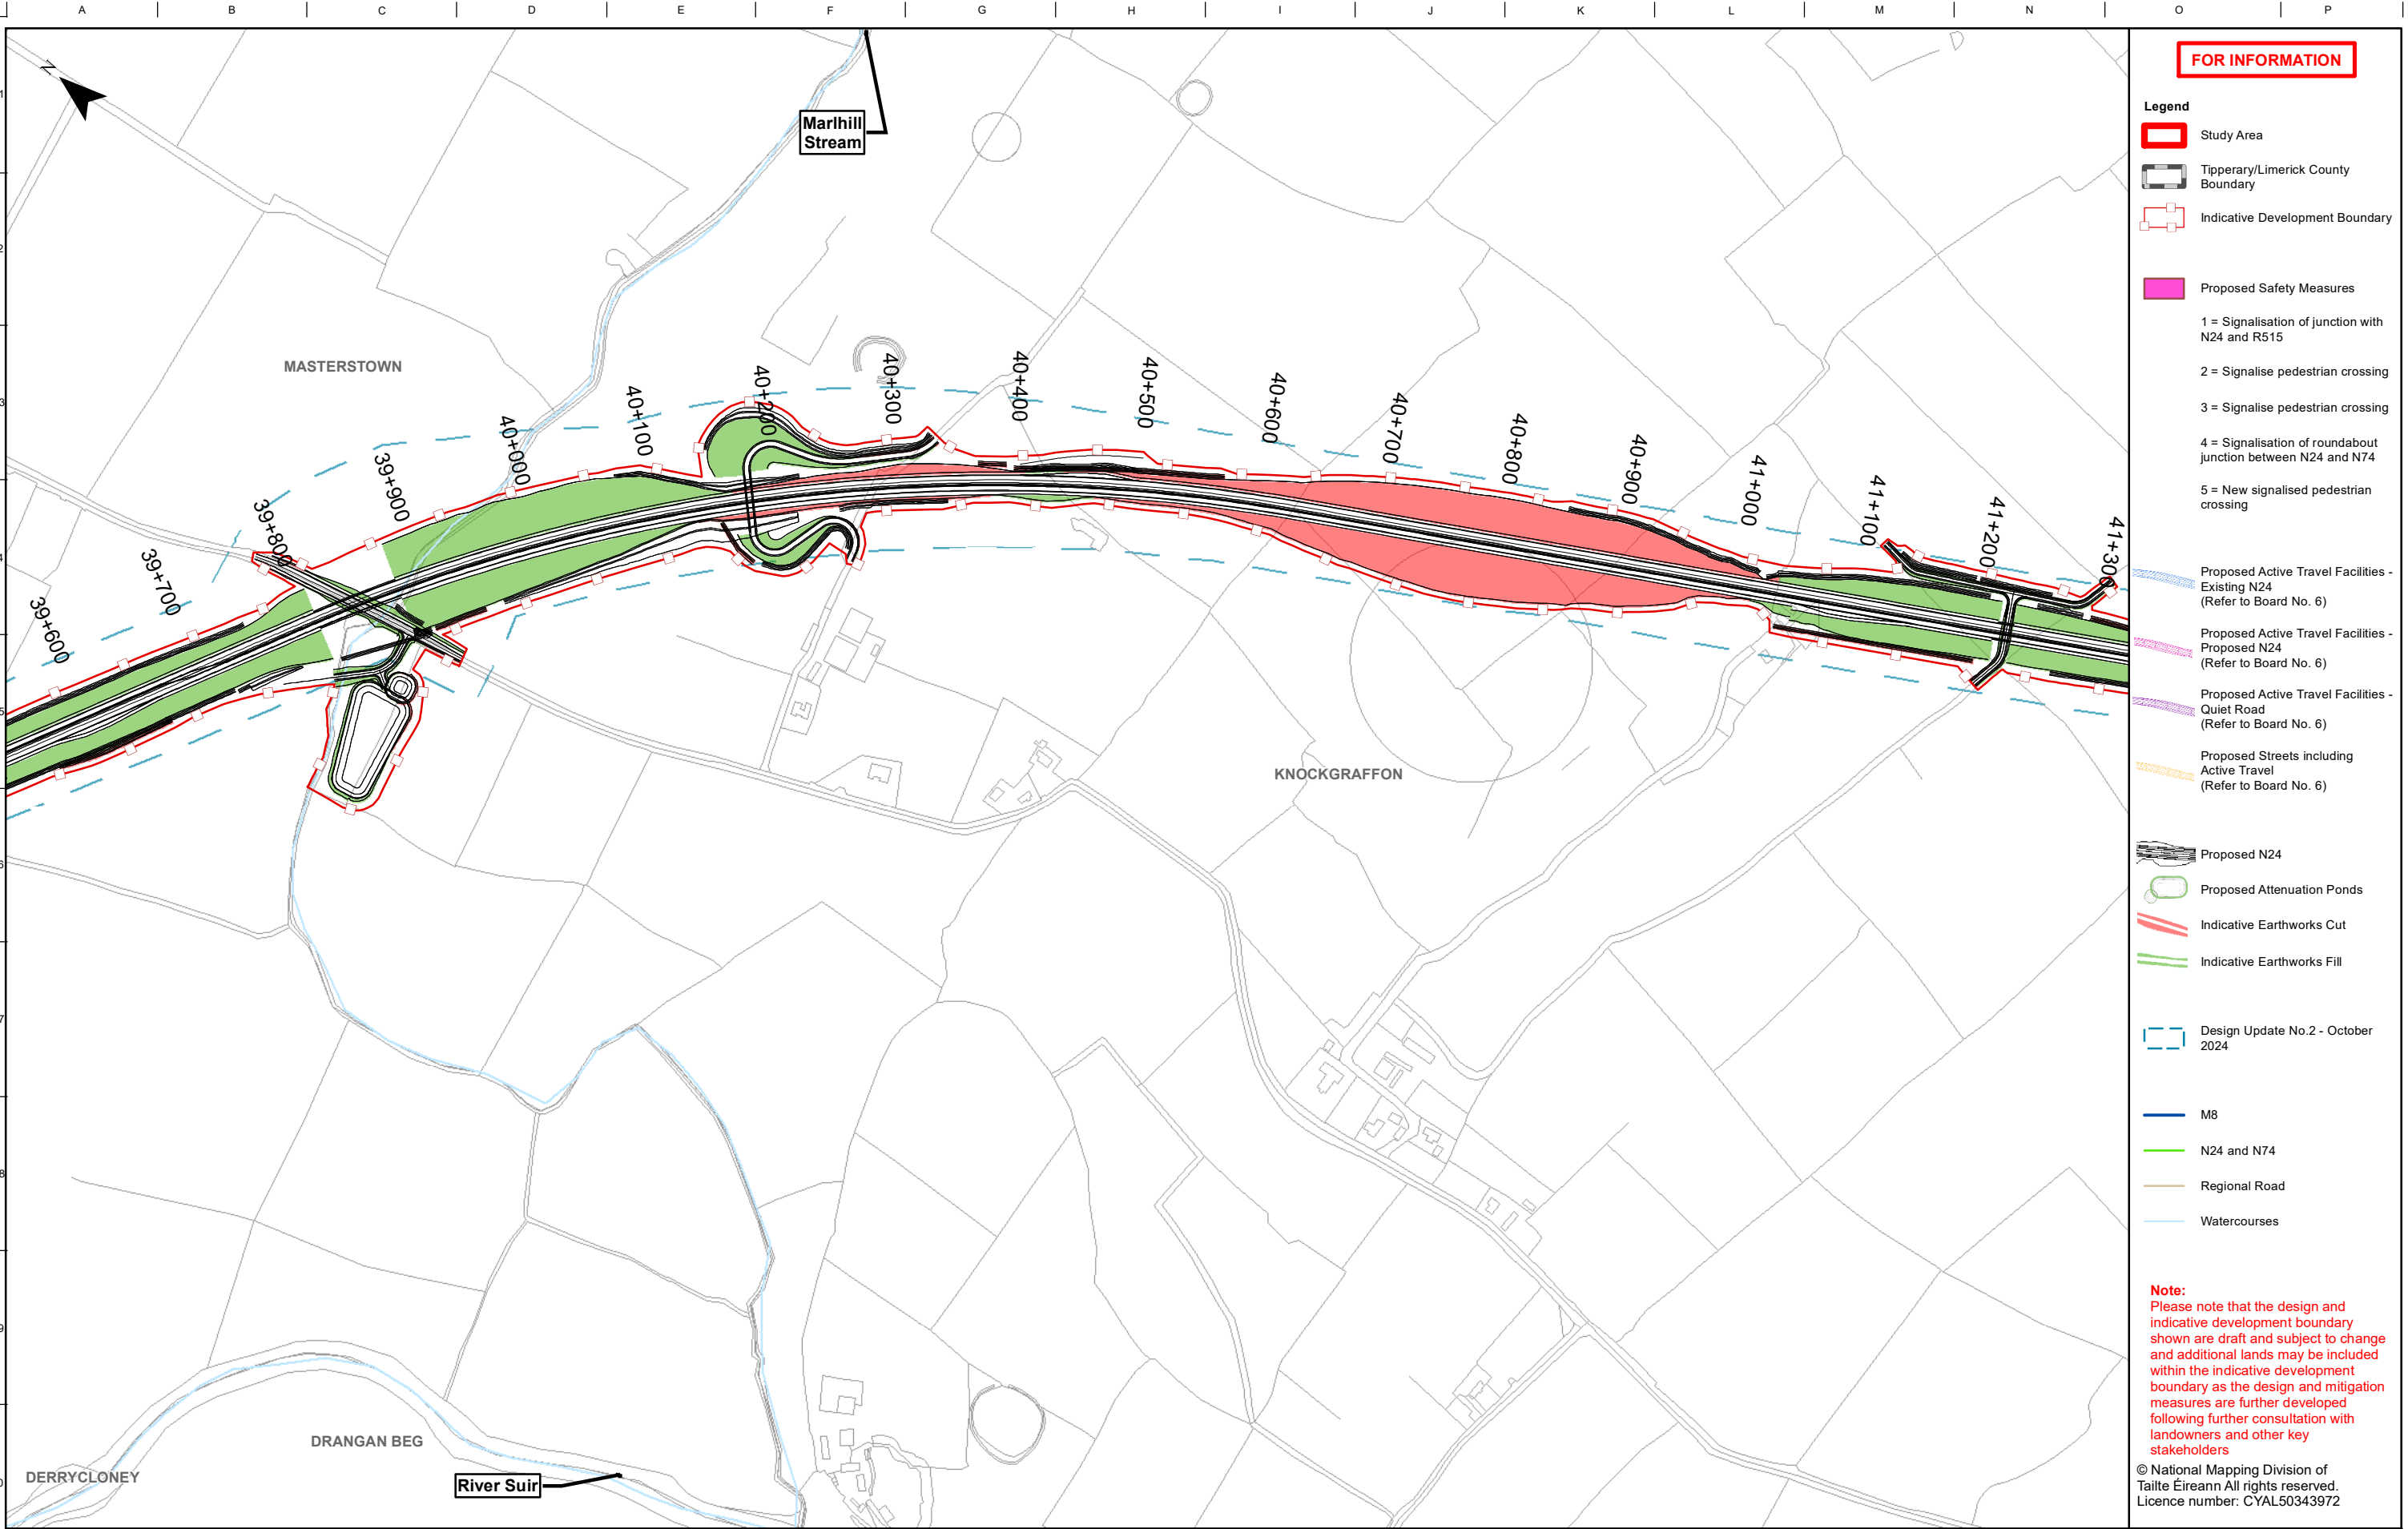 A B C D E F G H I J K L M N O P
1
2
3
4
5
6
7
8
9
N
Marlhill
Stream
MASTERSTOWN
39+600
39+700
39+800
39+900
40+000
40+100
40+200
40+300
40+400
40+500
40+600
40+700
40+800
40+900
41+000
41+100
41+200
41+30
KNOCKGRAFFON
DRANGAN BEG
DERRYCLONEY
River Suir
FOR INFORMATION
Legend
Study Area
Tipperary/Limerick County
Boundary
Indicative Development Boundary
Proposed Safety Measures
1 = Signalisation of junction with
N24 and R515
2 = Signalise pedestrian crossing
3 = Signalise pedestrian crossing
4 = Signalisation of roundabout
junction between N24 and N74
5 = New signalised pedestrian
crossing
Proposed Active Travel Facilities -
Existing N24
(Refer to Board No. 6)
Proposed Active Travel Facilities -
Proposed N24
(Refer to Board No. 6)
Proposed Active Travel Facilities -
Quiet Road
(Refer to Board No. 6)
Proposed Streets including
Active Travel
(Refer to Board No. 6)
Proposed N24
Proposed Attenuation Ponds
Indicative Earthworks Cut
Indicative Earthworks Fill
Design Update No.2 - October
2024
M8
N24 and N74
Regional Road
Watercourses
Note:
Please note that the design and
indicative development boundary
shown are draft and subject to change
and additional lands may be included
within the indicative development
boundary as the design and mitigation
measures are further developed
following further consultation with
landowners and other key
stakeholders
© National Mapping Division of
Tailte Éireann All rights reserved.
Licence number: CYAL50343972